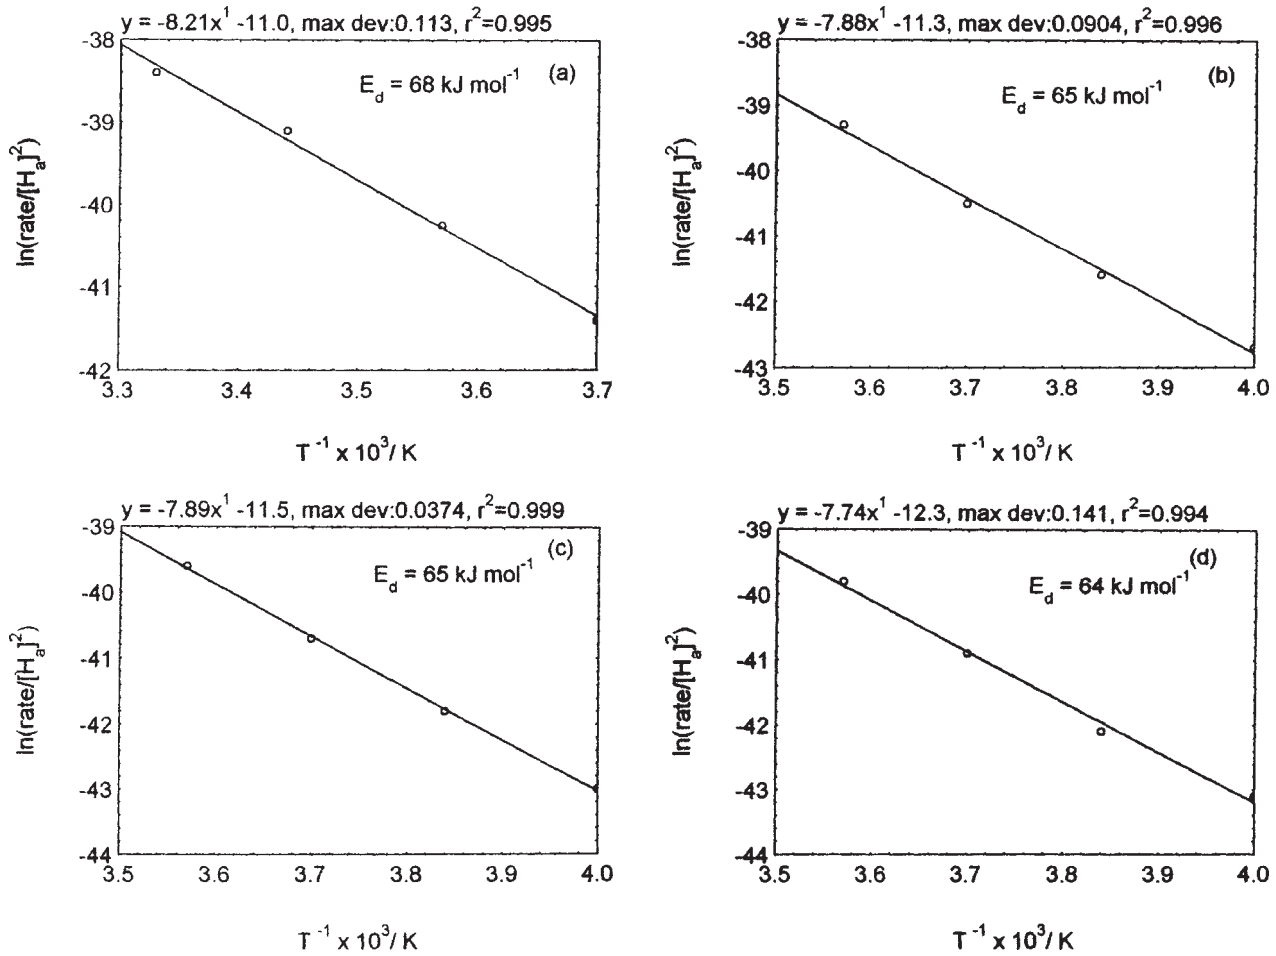 y = -8.21x¹ -11.0, max dev:0.113, r²=0.995
(a)
E_d = 68 kJ mol⁻¹
ln(rate/[H_a]²)
-38
-39
-40
-41
-42
3.3 3.4 3.5 3.6 3.7
T⁻¹ x 10³/ K
y = -7.88x¹ -11.3, max dev:0.0904, r²=0.996
(b)
E_d = 65 kJ mol⁻¹
ln(rate/[H_a]²)
-38
-39
-40
-41
-42
-43
3.5 3.6 3.7 3.8 3.9 4.0
T⁻¹ x 10³/ K
y = -7.89x¹ -11.5, max dev:0.0374, r²=0.999
(c)
E_d = 65 kJ mol⁻¹
ln(rate/[H_a]²)
-39
-40
-41
-42
-43
-44
3.5 3.6 3.7 3.8 3.9 4.0
T⁻¹ x 10³/ K
y = -7.74x¹ -12.3, max dev:0.141, r²=0.994
(d)
E_d = 64 kJ mol⁻¹
ln(rate/[H_a]²)
-39
-40
-41
-42
-43
-44
3.5 3.6 3.7 3.8 3.9 4.0
T⁻¹ x 10³/ K